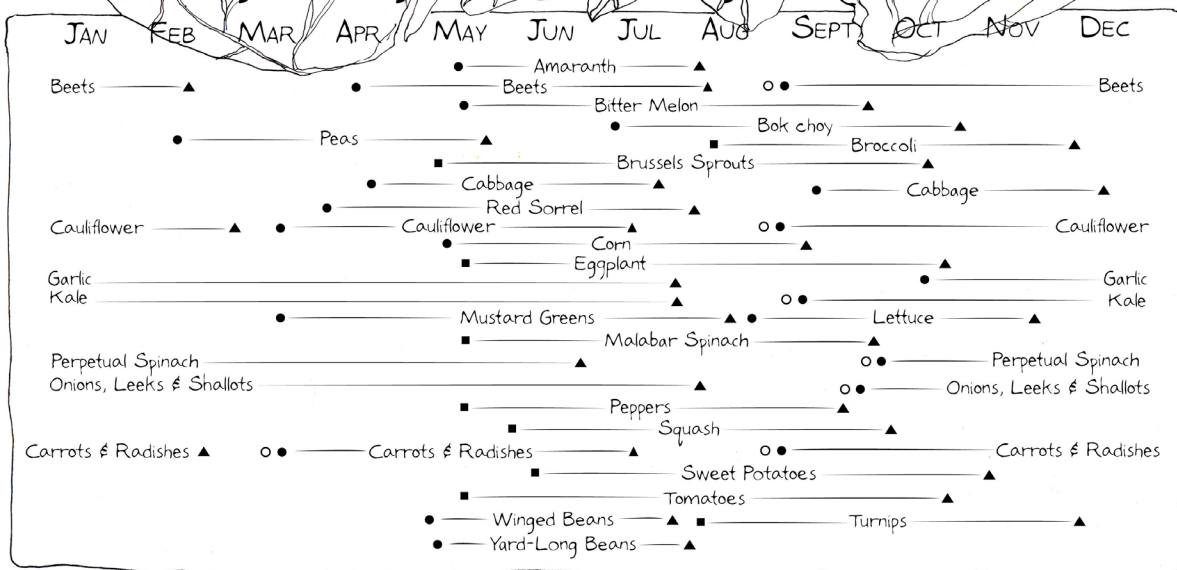 JAN FEB MAR APR MAY JUN JUL AUG SEPT OCT NOV DEC
Amaranth
Beets Beets Beets
Bitter Melon
Bok choy
Peas Broccoli
Brussels Sprouts
Cabbage Cabbage
Red Sorrel
Cauliflower Cauliflower Cauliflower
Corn
Eggplant
Garlic Garlic
Kale Kale
Mustard Greens Lettuce
Malabar Spinach
Perpetual Spinach Perpetual Spinach
Onions, Leeks & Shallots Onions, Leeks & Shallots
Peppers
Squash
Carrots & Radishes Carrots & Radishes Carrots & Radishes
Sweet Potatoes
Tomatoes
Winged Beans Turnips
Yard-Long Beans